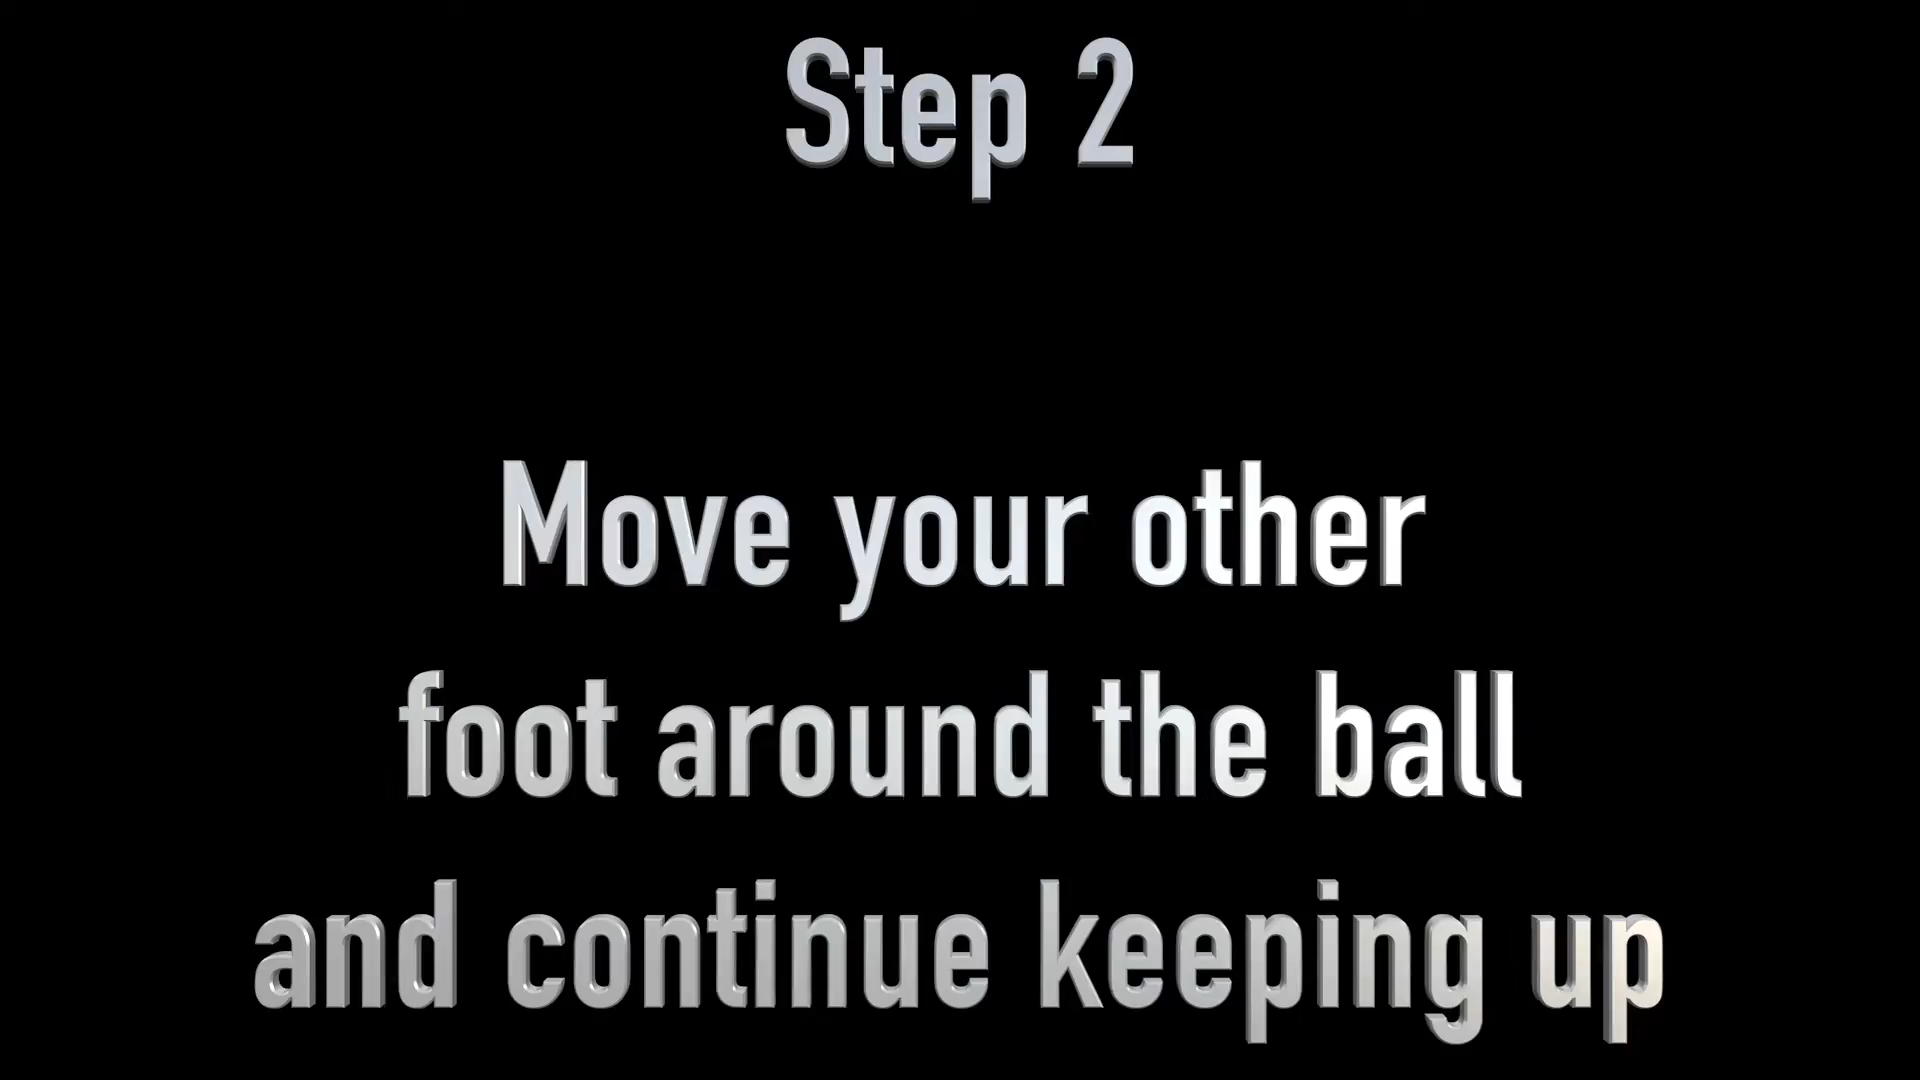 Step 2
Move your other
foot around the ball
and continue keeping up